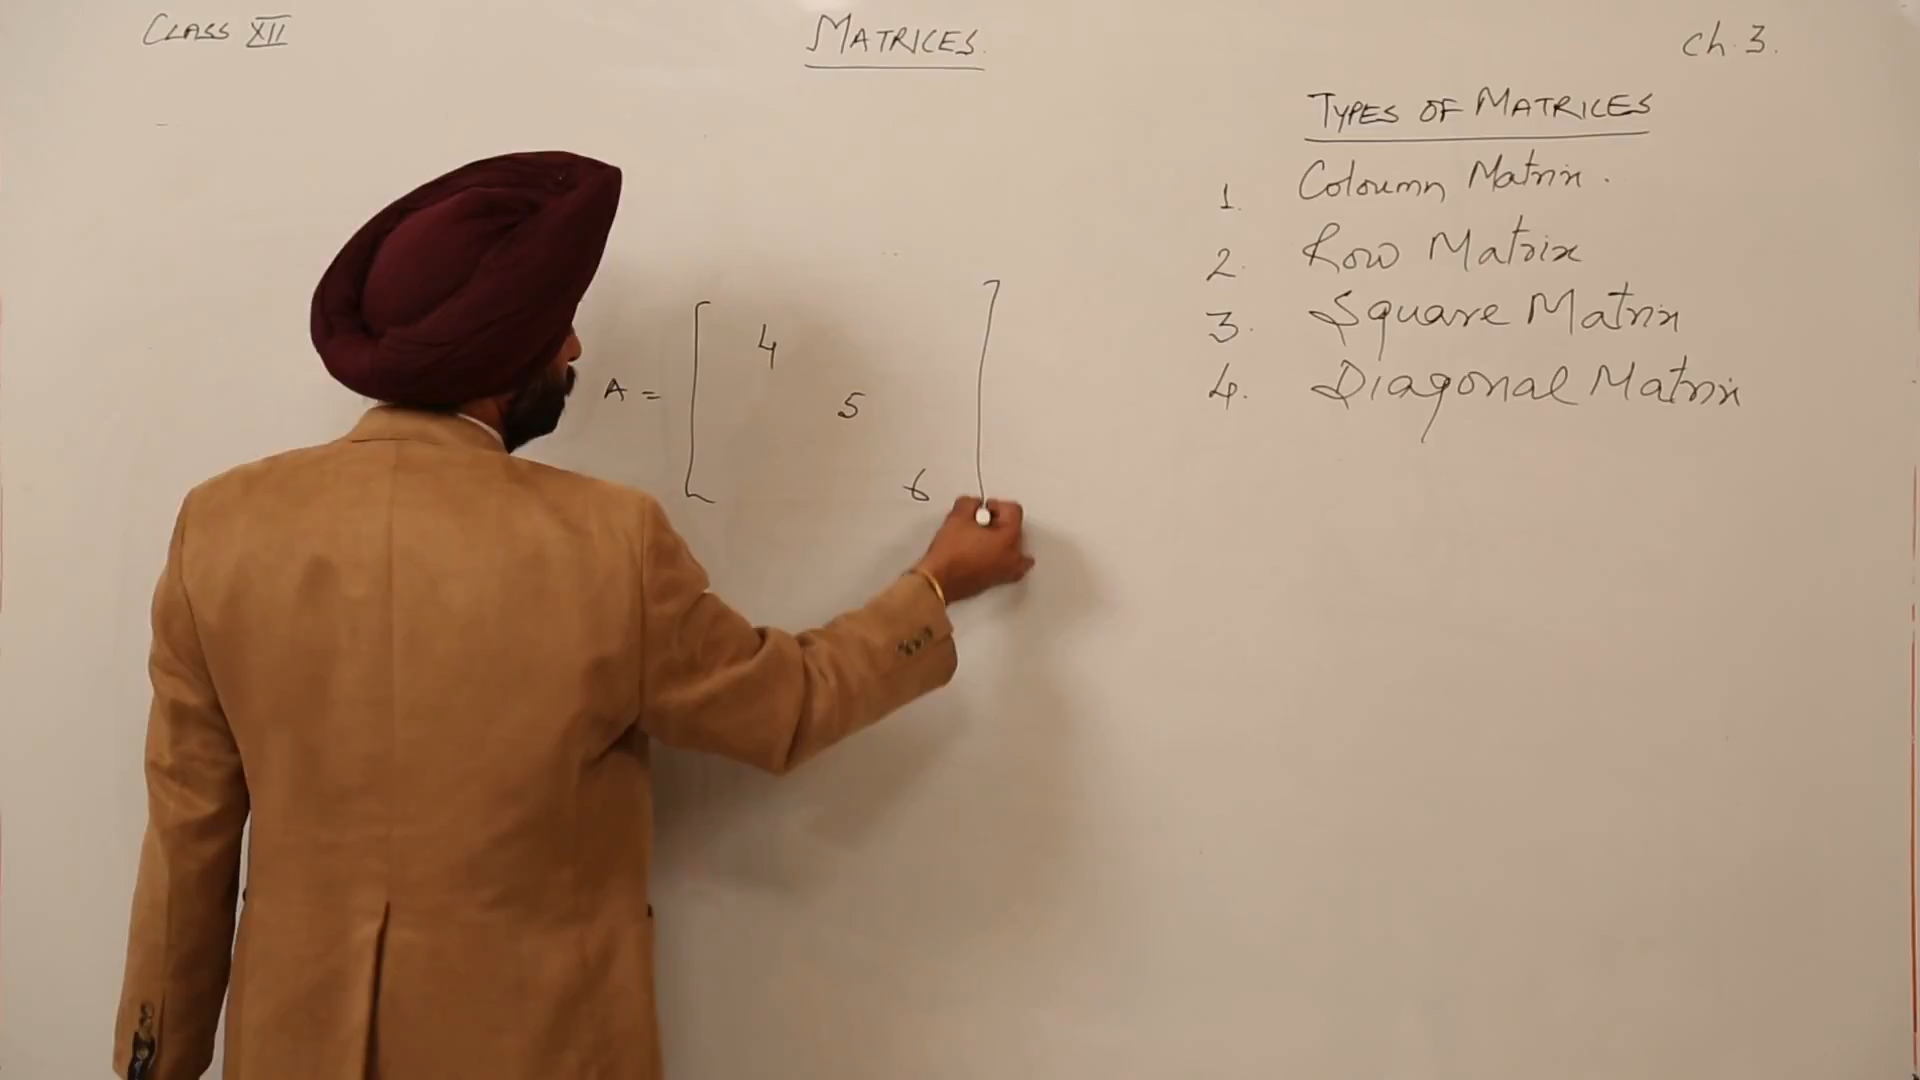 CLASS XII
MATRICES.
Ch. 3.
TYPES OF MATRICES
1. Coloumn Matrix.
2. Row Matrix
3. Square Matrix
4. Diagonal Matrix
A = [ 4
5
6 ]